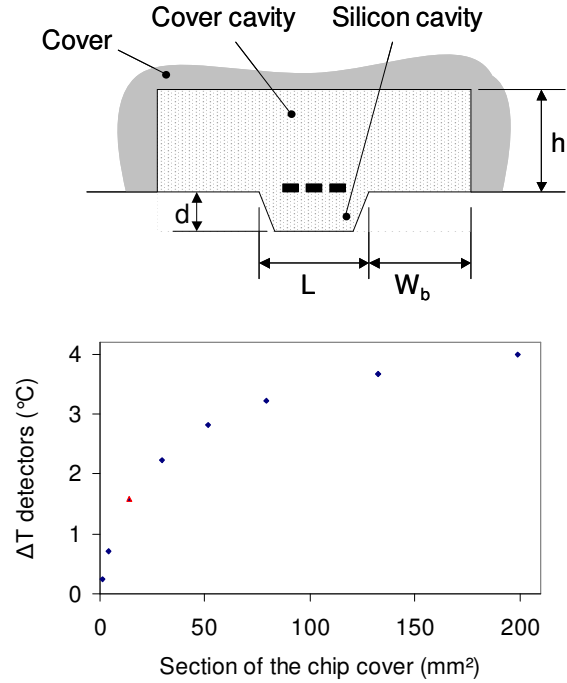 Cover cavity
Silicon cavity
Cover
h
d
L
W_b
4
3
2
1
0
ΔT detectors (°C)
0
50
100
150
200
Section of the chip cover (mm²)